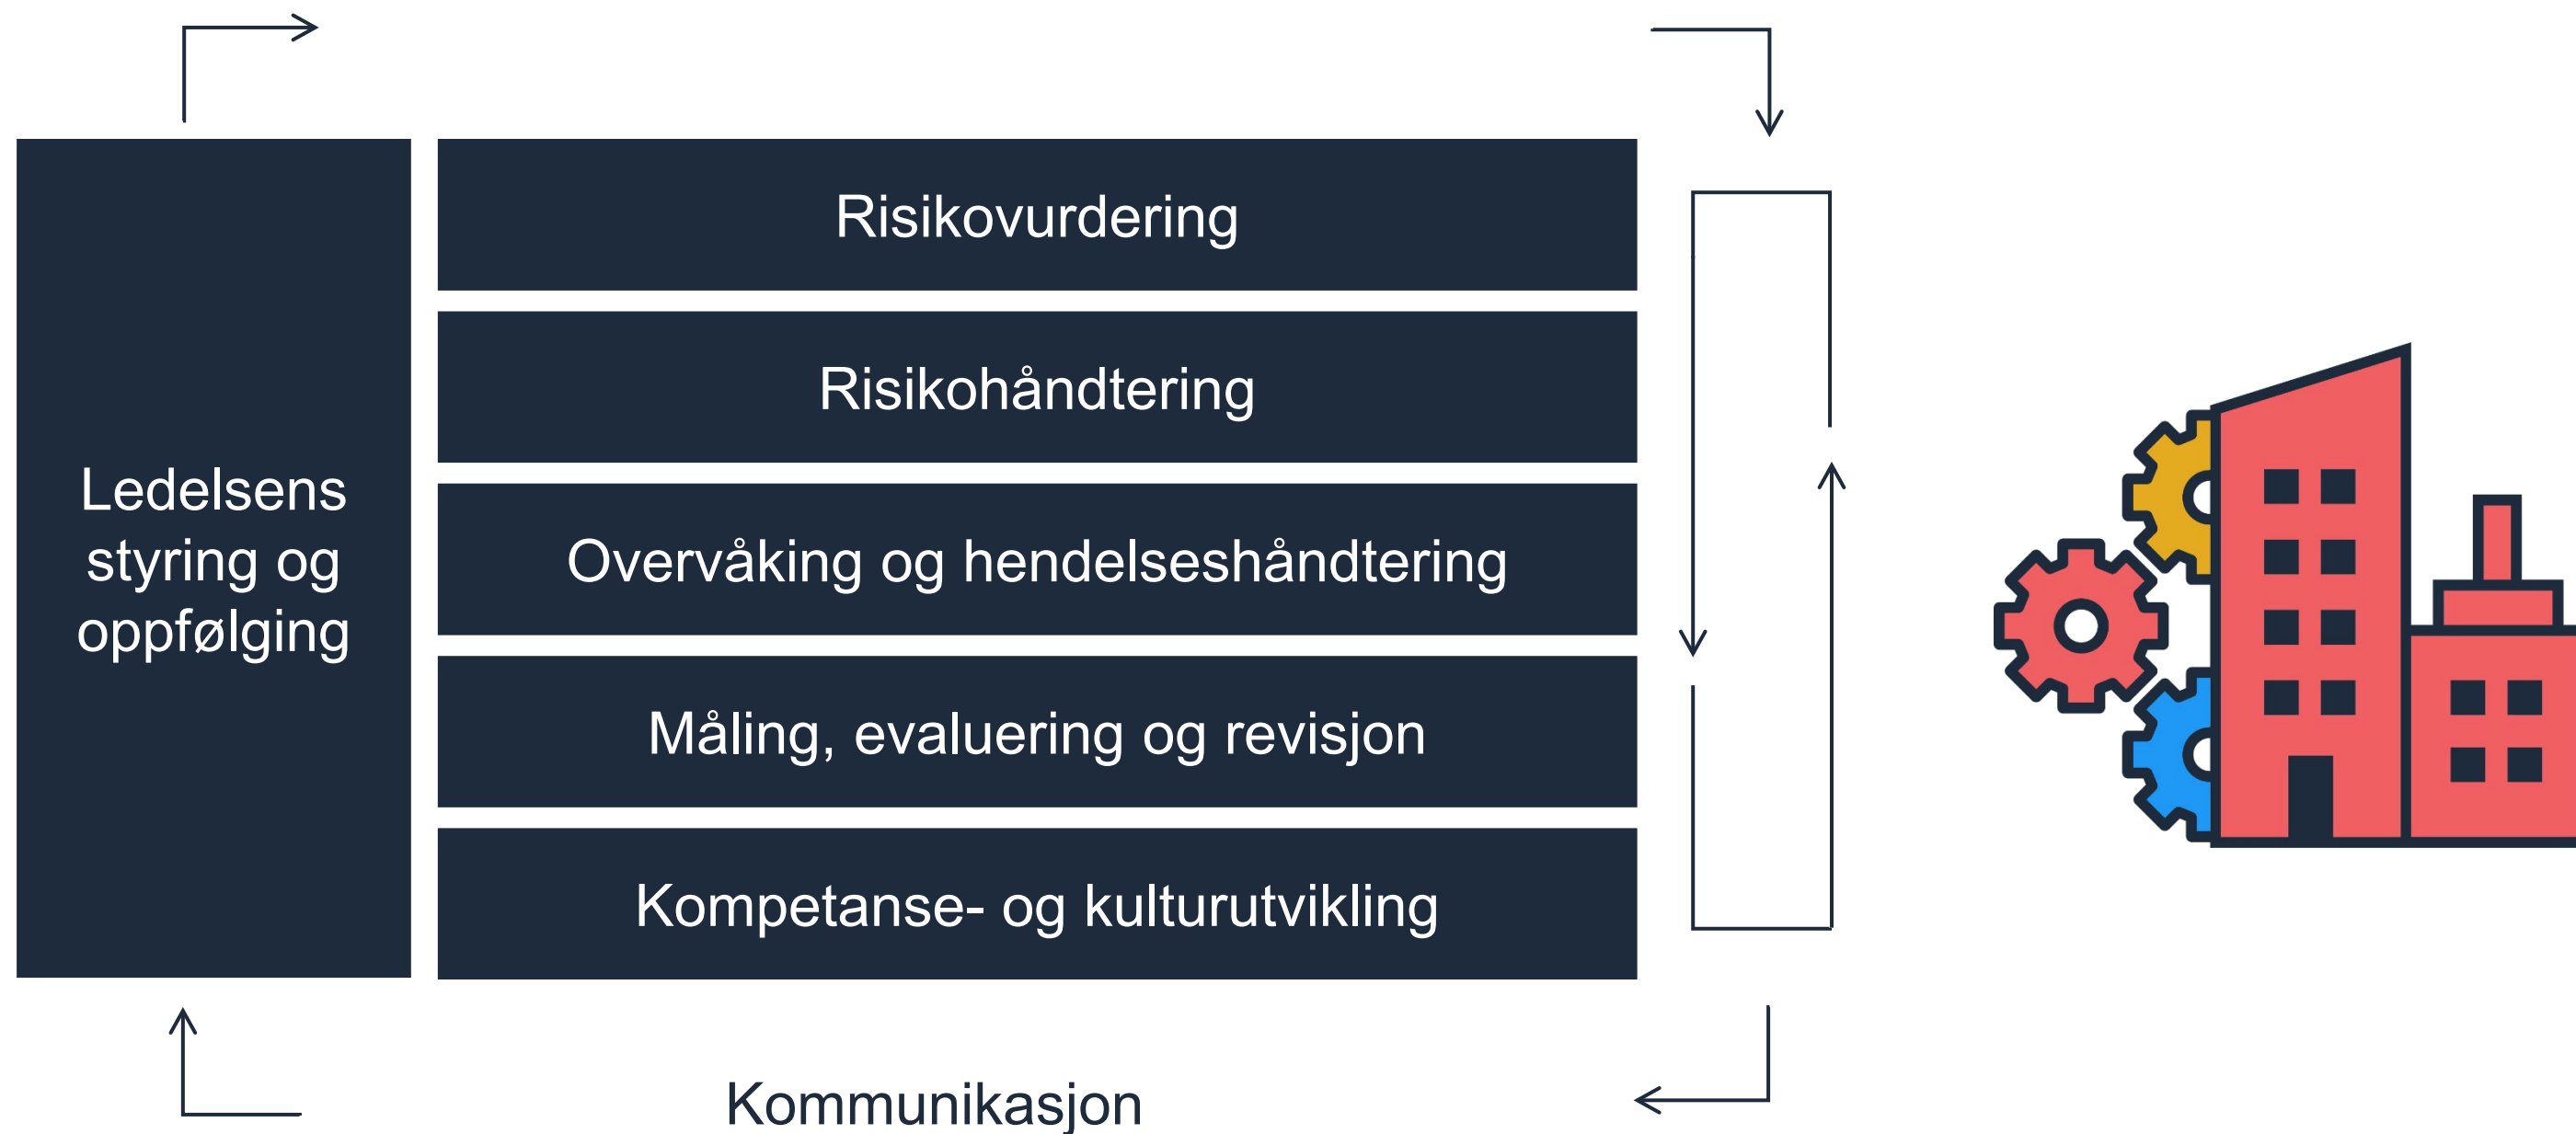 Ledelsens
styring og
oppfølging
Risikovurdering
Risikohåndtering
Overvåking og hendelseshåndtering
Måling, evaluering og revisjon
Kompetanse- og kulturutvikling
Kommunikasjon